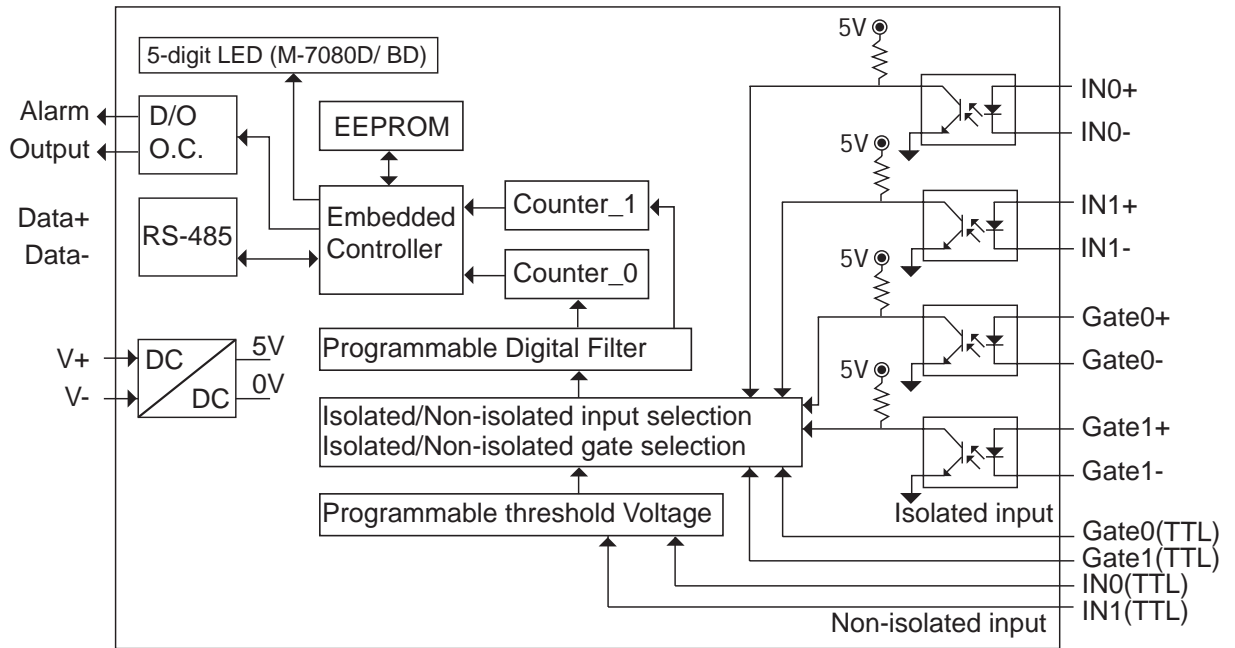 5-digit LED (M-7080D/ BD)
Alarm
Output
D/O
O.C.
EEPROM
Data+
Data-
RS-485
Embedded
Controller
Counter_1
Counter_0
Programmable Digital Filter
V+
V-
DC
DC
5V
0V
Isolated/Non-isolated input selection
Isolated/Non-isolated gate selection
Programmable threshold Voltage
5V
IN0+
IN0-
5V
IN1+
IN1-
5V
Gate0+
Gate0-
5V
Gate1+
Gate1-
Isolated input
Gate0(TTL)
Gate1(TTL)
IN0(TTL)
IN1(TTL)
Non-isolated input